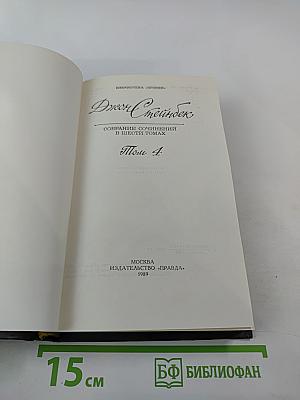 БИБЛИОТЕКА «ОГОНЕК»
Джон Стейнбек
СОБРАНИЕ СОЧИНЕНИЙ
В ШЕСТИ ТОМАХ
Том 4
МОСКВА
ИЗДАТЕЛЬСТВО «ПРАВДА»
1989
15 см
БФ БИБЛИОФАН